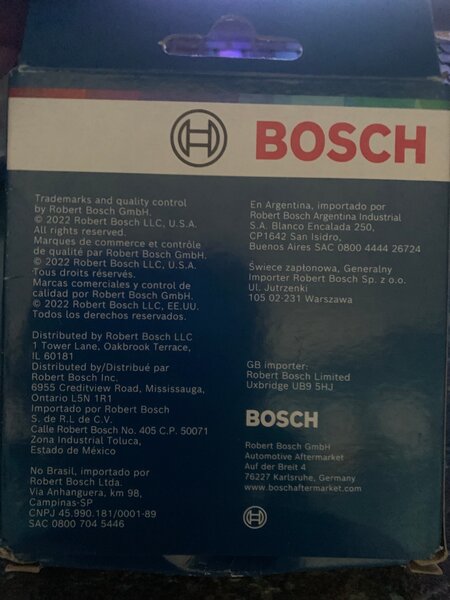 BOSCH
Trademarks and quality control
by Robert Bosch GmbH.
© 2022 Robert Bosch LLC, U.S.A.
All rights reserved.
Marques de commerce et contrôle
de qualité par Robert Bosch GmbH.
© 2022 Robert Bosch LLC, U.S.A.
Tous droits réservés.
Marcas comerciales y control de
calidad por Robert Bosch GmbH.
© 2022 Robert Bosch LLC, EE.UU.
Todos los derechos reservados.
Distributed by Robert Bosch LLC
1 Tower Lane, Oakbrook Terrace,
IL 60181
Distributed by/Distribué par
Robert Bosch Inc.
6955 Creditview Road, Mississauga,
Ontario L5N 1R1
Importado por Robert Bosch
S. de R.L de C.V.
Calle Robert Bosch No. 405 C.P. 50071
Zona Industrial Toluca,
Estado de México
No Brasil, importado por
Robert Bosch Ltda.
Via Anhanguera, km 98,
Campinas-SP
CNPJ 45.990.181/0001-89
SAC 0800 704 5446
En Argentina, importado por
Robert Bosch Argentina Industrial
S.A. Blanco Encalada 250,
CP1642 San Isidro,
Buenos Aires SAC 0800 4444 26724
Świece zapłonowe, Generalny
Importer Robert Bosch Sp. z o.o.
Ul. Jutrzenki
105 02-231 Warszawa
GB importer:
Robert Bosch Limited
Uxbridge UB9 5HJ
BOSCH
Robert Bosch GmbH
Automotive Aftermarket
Auf der Breit 4
76227 Karlsruhe, Germany
www.boschaftermarket.com